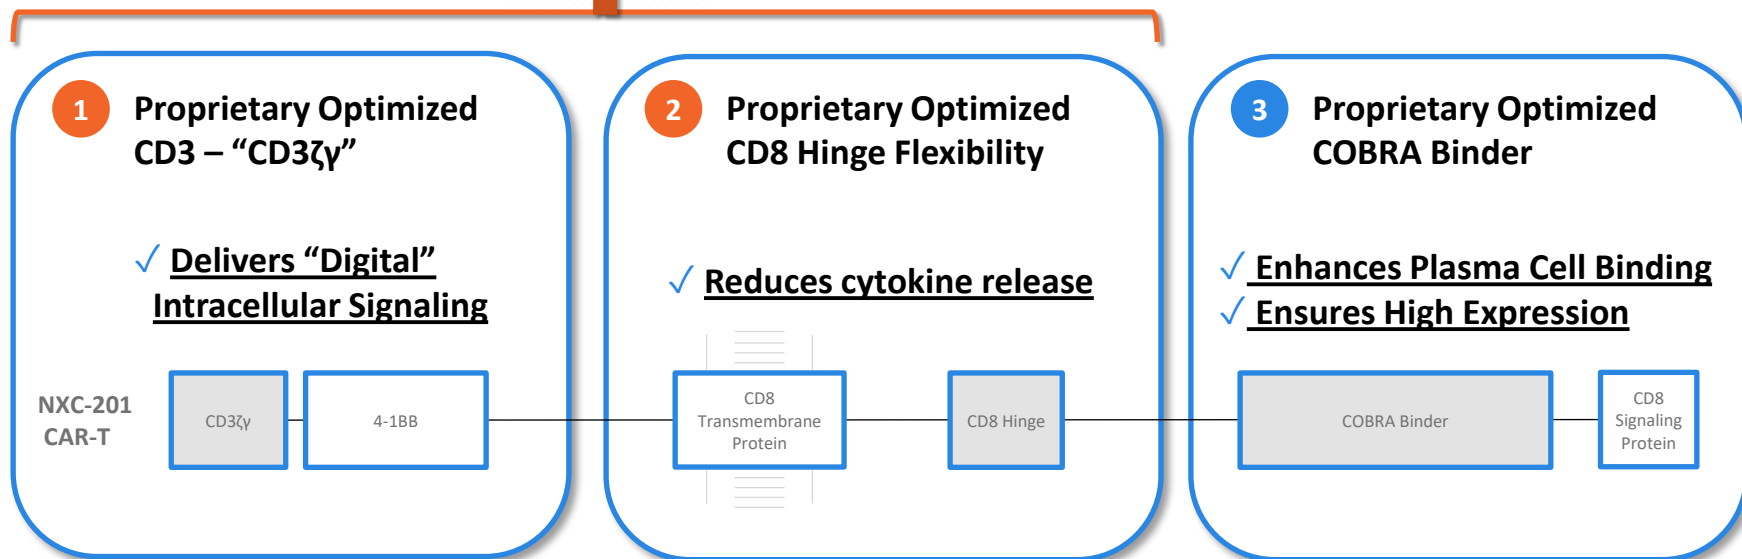 1
Proprietary Optimized
CD3 – “CD3ζγ”
✓ Delivers “Digital”
Intracellular Signaling
2
Proprietary Optimized
CD8 Hinge Flexibility
✓ Reduces cytokine release
3
Proprietary Optimized
COBRA Binder
✓ Enhances Plasma Cell Binding
✓ Ensures High Expression
NXC-201
CAR-T
CD3ζγ
4-1BB
CD8
Transmembrane
Protein
CD8 Hinge
COBRA Binder
CD8
Signaling
Protein